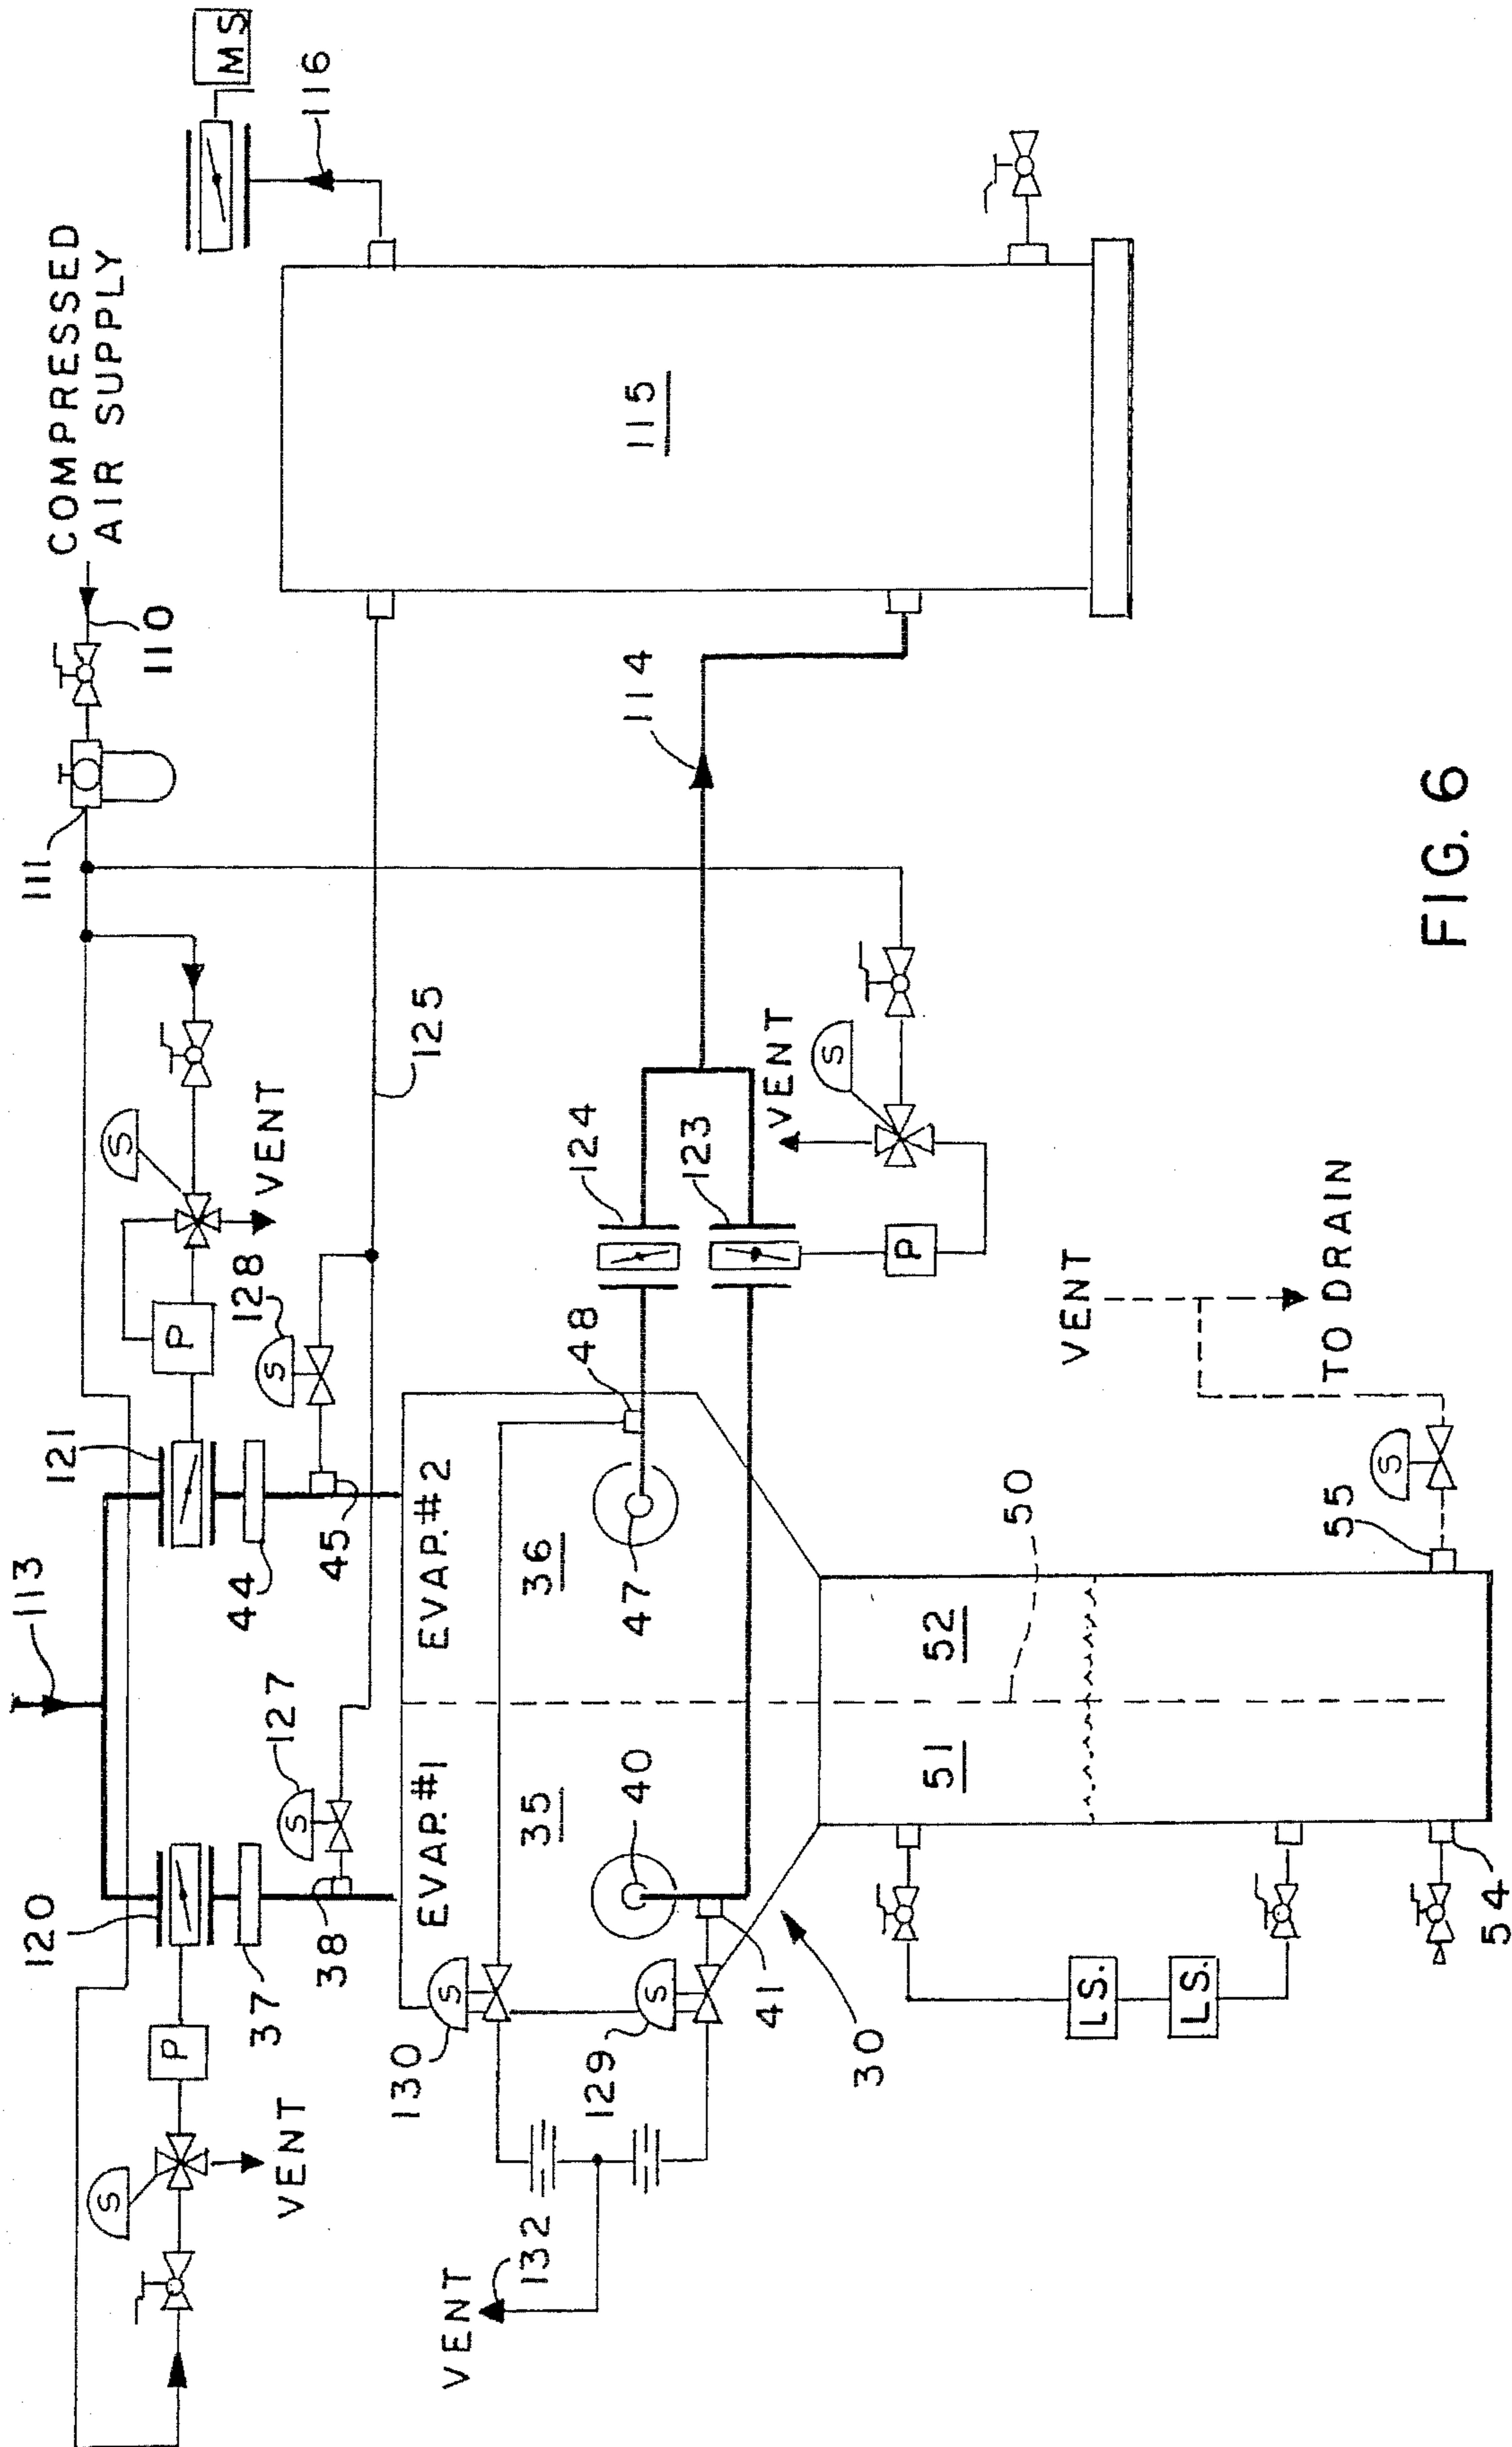 COMPRESSED
AIR SUPPLY
110
111
MS
116
115
114
113
121
120
S
VENT
P
128
S
125
44
45
127
S
37
38
P
S
VENT
EVAP. #1
EVAP. #2
35
36
40
47
48
124
123
VENT
S
P
130
S
129
S
41
30
132
VENT
50
51
52
54
55
S
VENT
TO DRAIN
L.S.
L.S.
FIG. 6